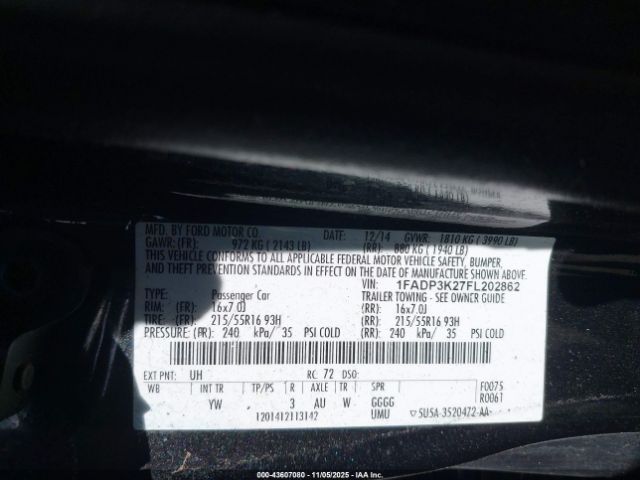 MFD. BY FORD MOTOR CO. DATE: 12/14 GVWR: 1810 KG ( 3990 LB)
GAWR: (FR): 972 KG ( 2143 LB) (RR): 880 KG ( 1940 LB)
THIS VEHICLE CONFORMS TO ALL APPLICABLE FEDERAL MOTOR VEHICLE SAFETY, BUMPER,
AND THEFT PREVENTION STANDARDS IN EFFECT ON THE DATE OF MANUFACTURE SHOWN ABOVE.
VIN: 1FADP3K27FL202862
TYPE: Passenger Car TRAILER TOWING - SEE OWNER GUIDE
RIM: (FR): 16x7.0J (RR): 16x7.0J
TIRE: (FR): 215/55R16 93H (RR): 215/55R16 93H
PRESSURE: (FR): 240 kPa/ 35 PSI COLD (RR): 240 kPa/ 35 PSI COLD
EXT PNT: UH RC: 72 DSO: F0075
WB INT TR TP/PS R AXLE TR SPR R0061
YW 3 AU W GGGG
1201412113142 UMU 5U5A-3520472-AA
000-43607080 - 11/05/2025 - IAA Inc.